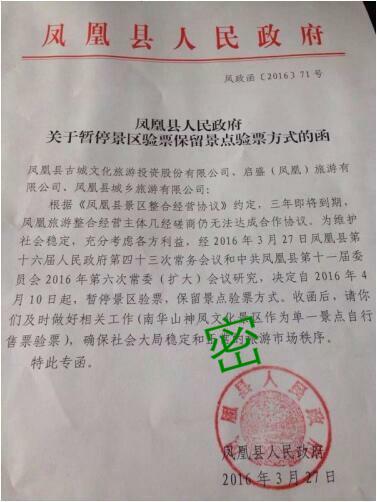 凤凰县人民政府
凤政函〔2016〕71号
凤凰县人民政府
关于暂停景区验票保留景点验票方式的函
凤凰县古城文化旅游投资股份有限公司、启盛（凤凰）旅游有
限公司、凤凰县城乡旅游有限公司：
根据《凤凰县景区整合经营协议》约定，三年即将到期，
凤凰旅游整合经营主体几经磋商仍无法达成合作协议。为维护
社会稳定，充分考虑各方利益，经2016年3月27日凤凰县第
十六届人民政府第四十三次常务会议和中共凤凰县第十一届委
员会2016年第六次常委（扩大）会议研究，决定自2016年4
月10日起，暂停景区验票，保留景点验票方式。收函后，请你
们及时做好相关工作(南华山神凤文化景区作为单一景点自行
售票验票)，确保社会大局稳定和正常的旅游市场秩序。
特此专函。
密
凤凰县人民政府
凤凰县人民政府
2016年3月27日